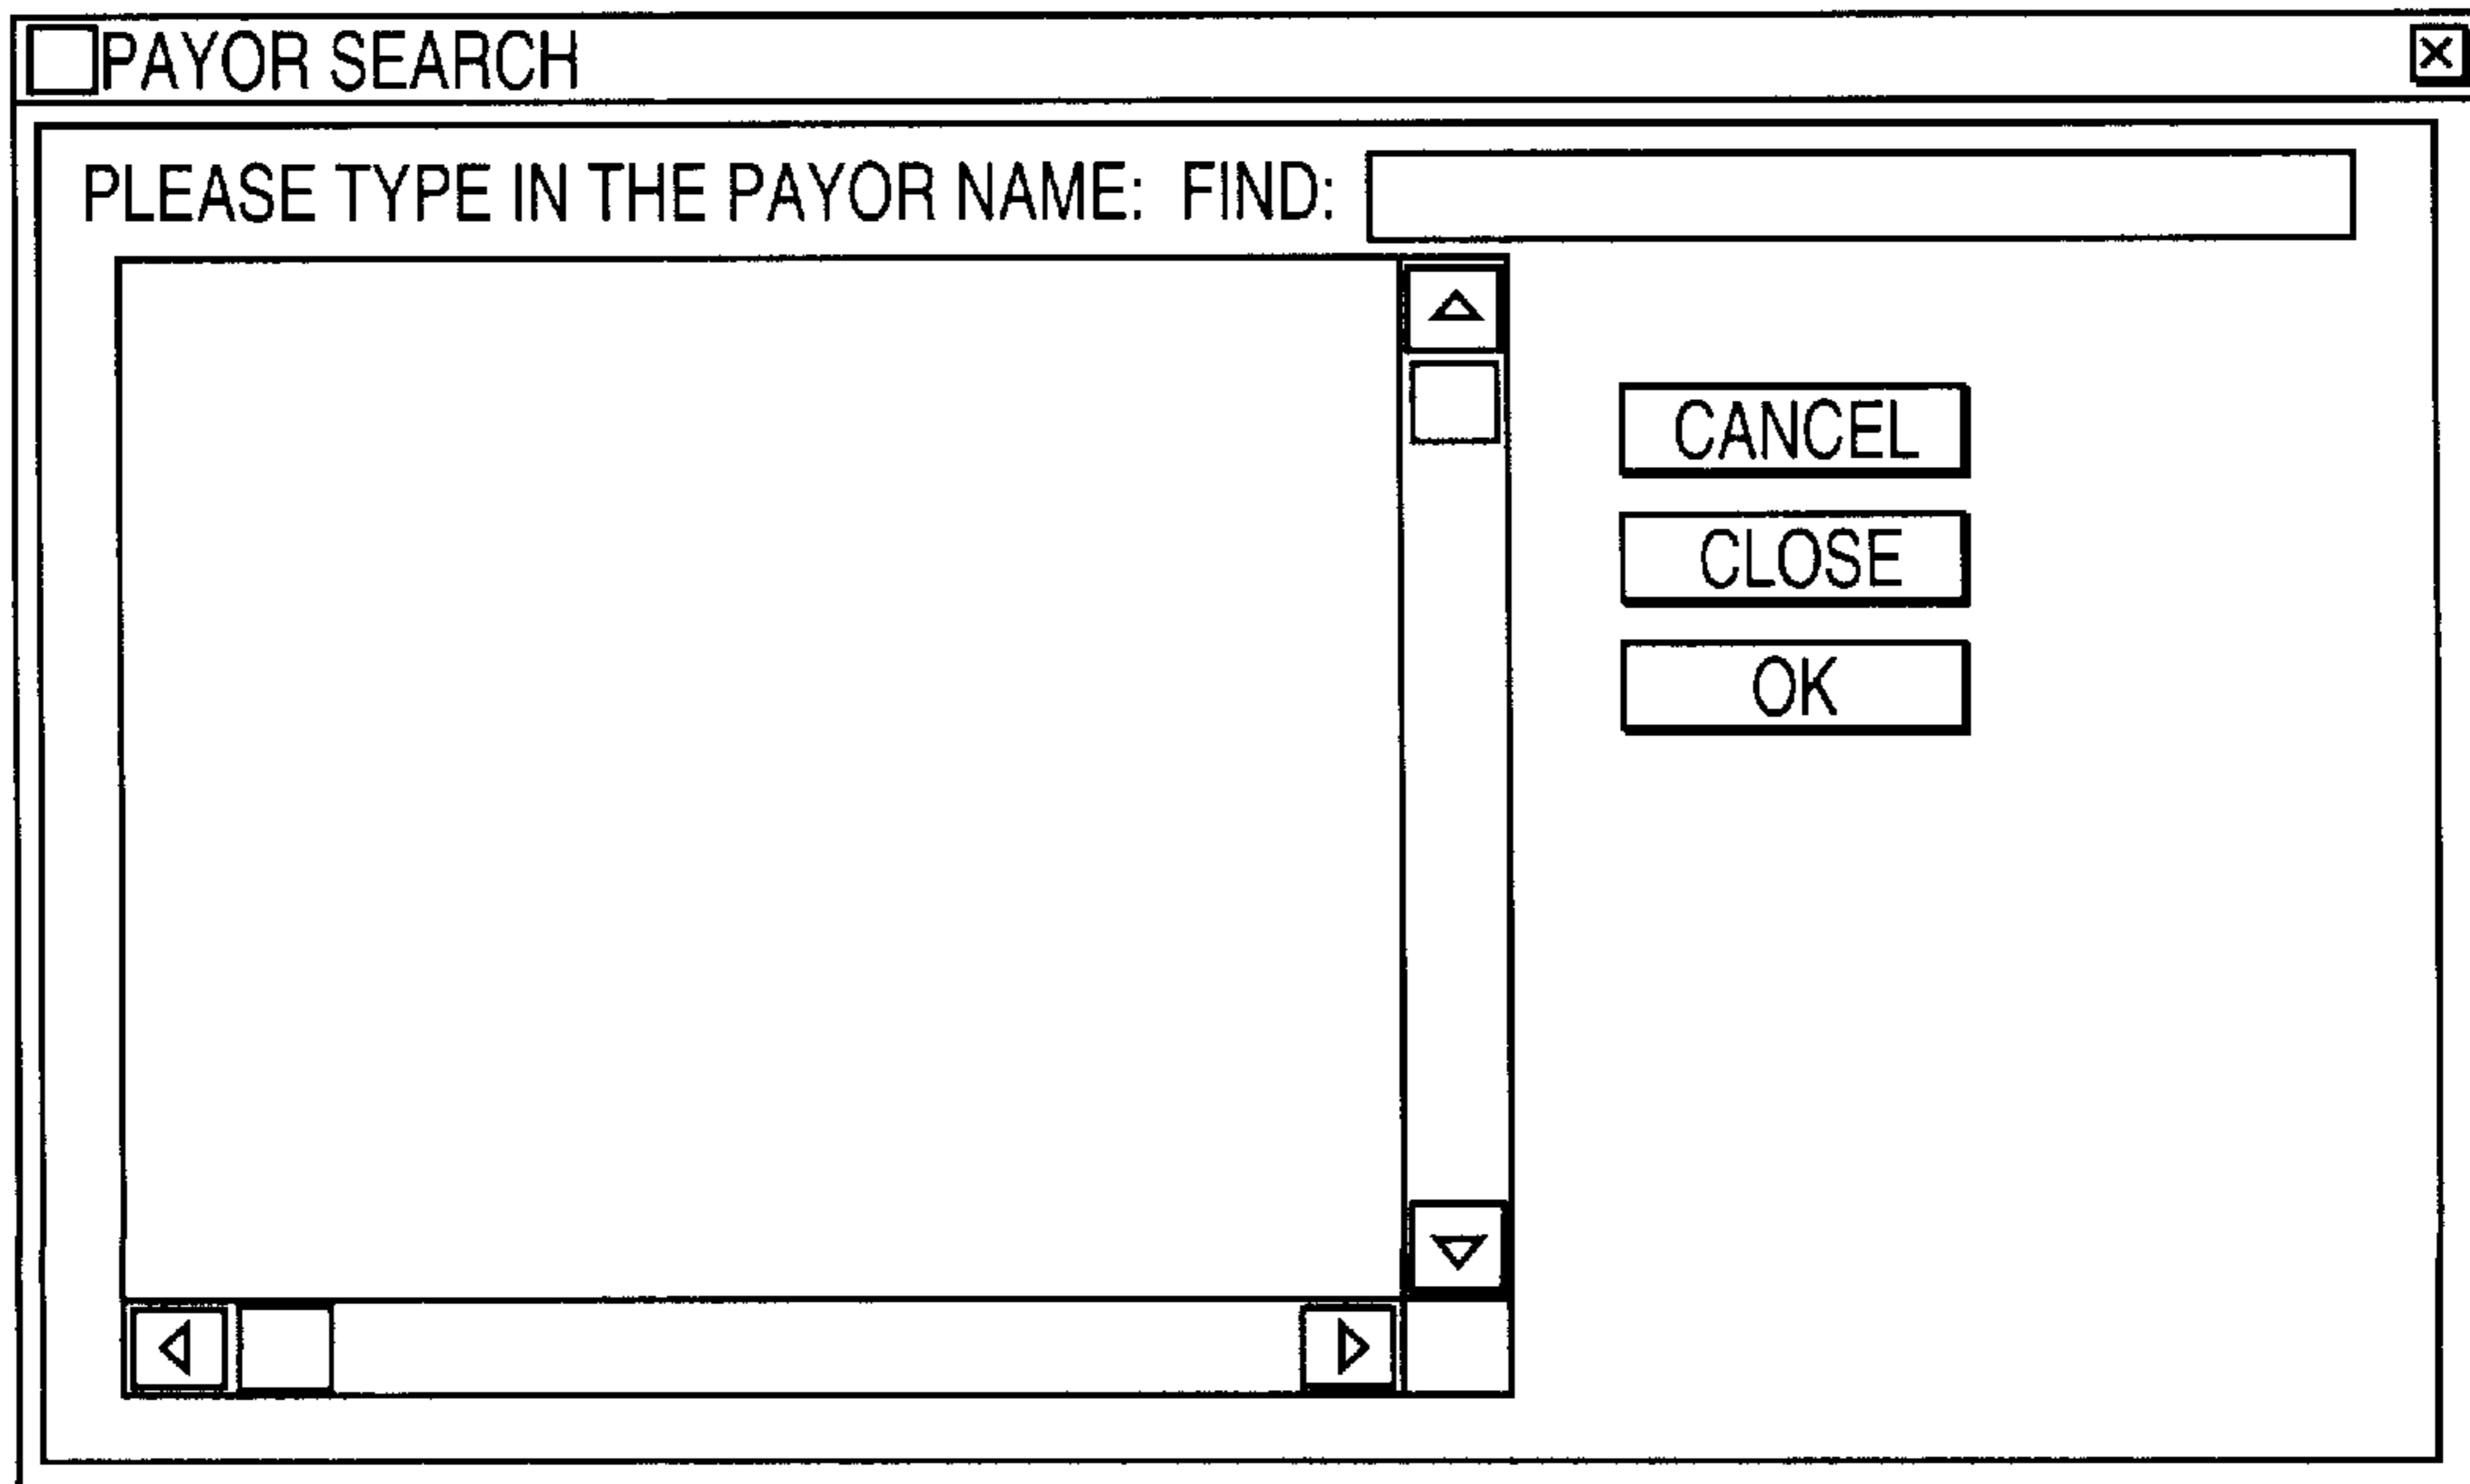 PAYOR SEARCH
PLEASE TYPE IN THE PAYOR NAME: FIND:
CANCEL
CLOSE
OK